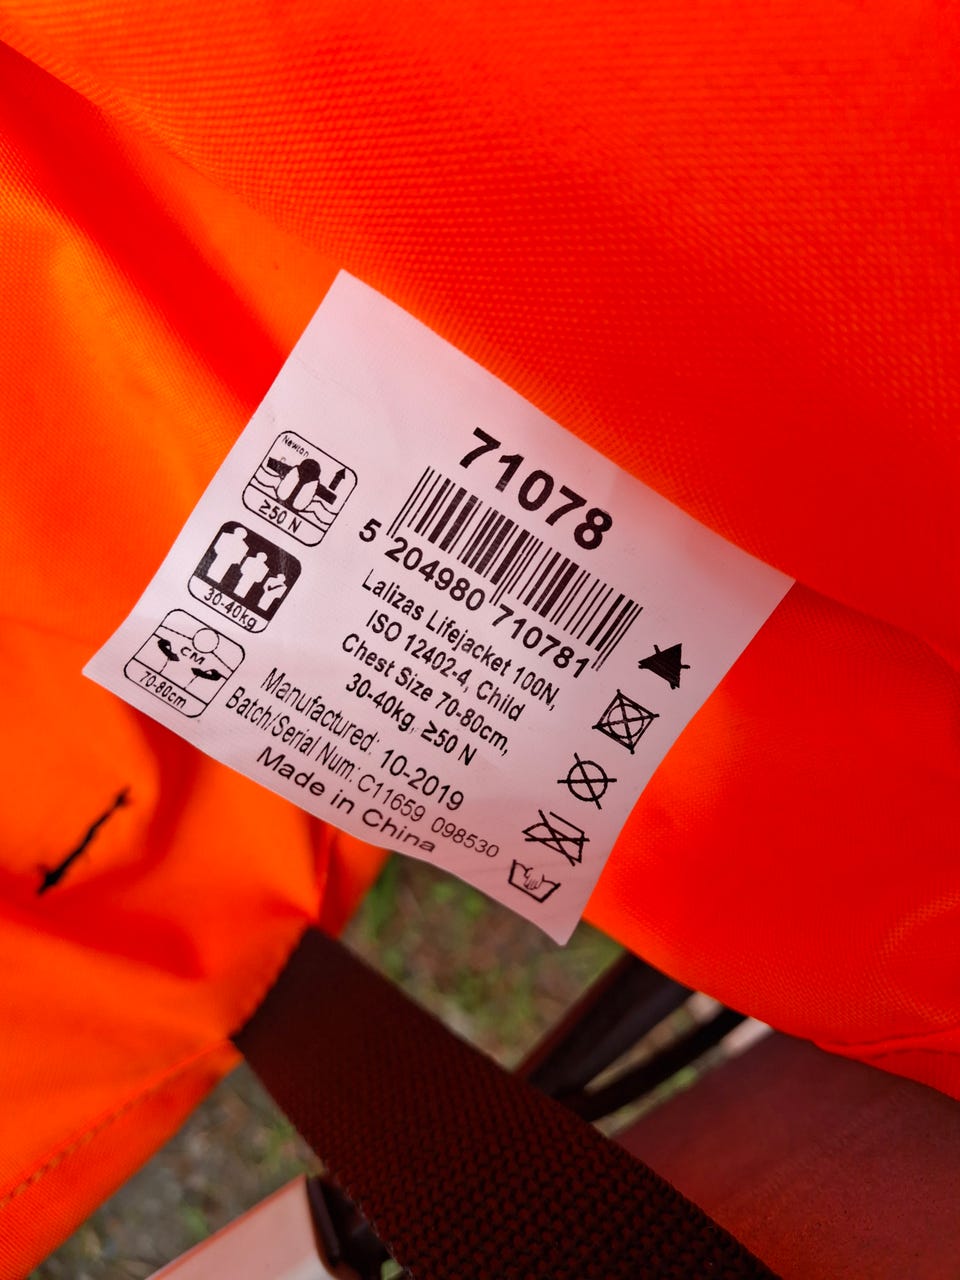 71078
5 204980 710781
Lalizas Lifejacket 100N,
ISO 12402-4, Child
Chest Size 70-80cm,
30-40kg, ≥50 N
Manufactured: 10-2019
Batch/Serial Num: C11659 098530
Made in China
Newton
≥50 N
30-40kg
CM
70-80cm